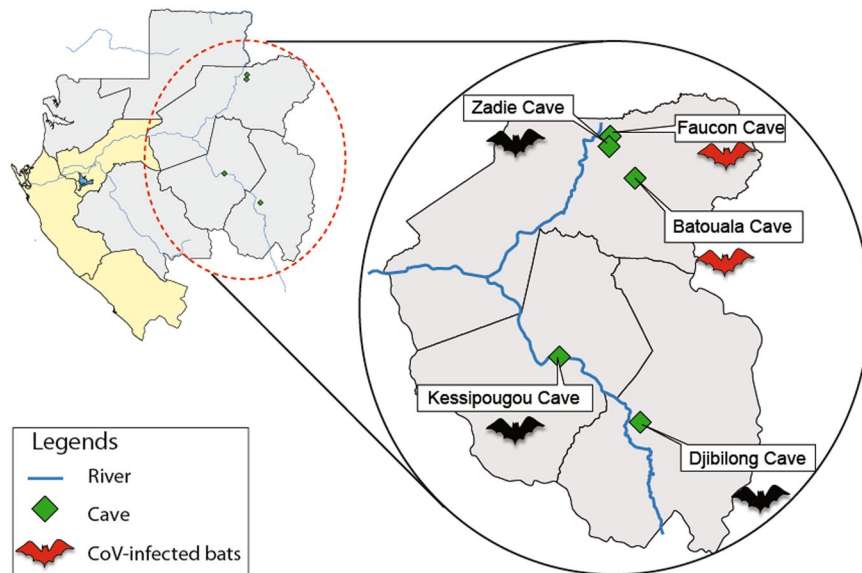 Zadie Cave
Faucon Cave
Batouala Cave
Kessipougou Cave
Djibilong Cave
Legends
River
Cave
CoV-infected bats